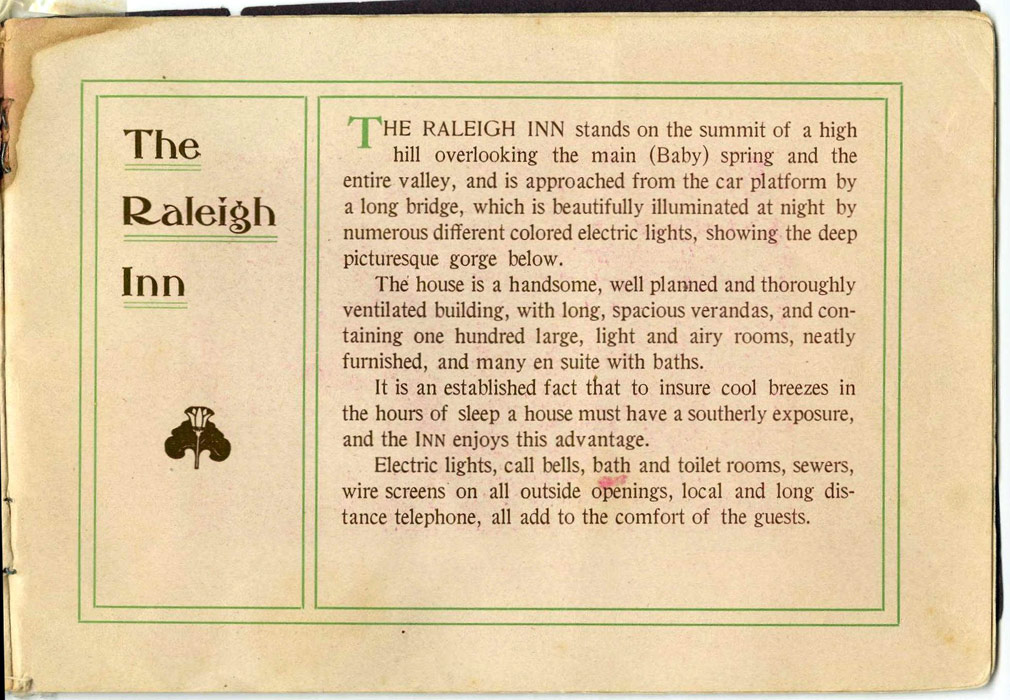 The
Raleigh
Inn
THE RALEIGH INN stands on the summit of a high
hill overlooking the main (Baby) spring and the
entire valley, and is approached from the car platform by
a long bridge, which is beautifully illuminated at night by
numerous different colored electric lights, showing the deep
picturesque gorge below.
The house is a handsome, well planned and thoroughly
ventilated building, with long, spacious verandas, and con-
taining one hundred large, light and airy rooms, neatly
furnished, and many en suite with baths.
It is an established fact that to insure cool breezes in
the hours of sleep a house must have a southerly exposure,
and the INN enjoys this advantage.
Electric lights, call bells, bath and toilet rooms, sewers,
wire screens on all outside openings, local and long dis-
tance telephone, all add to the comfort of the guests.